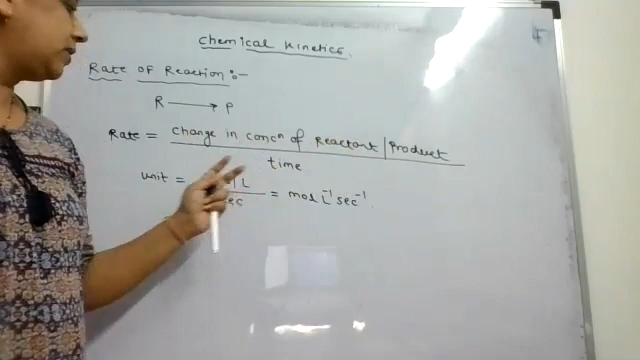 Chemical Kinetics.
Rate of Reaction:-
R ⟶ P
Rate = Change in concn of Reactant | Product
time
unit = | L
sec = mol L⁻¹ sec⁻¹.